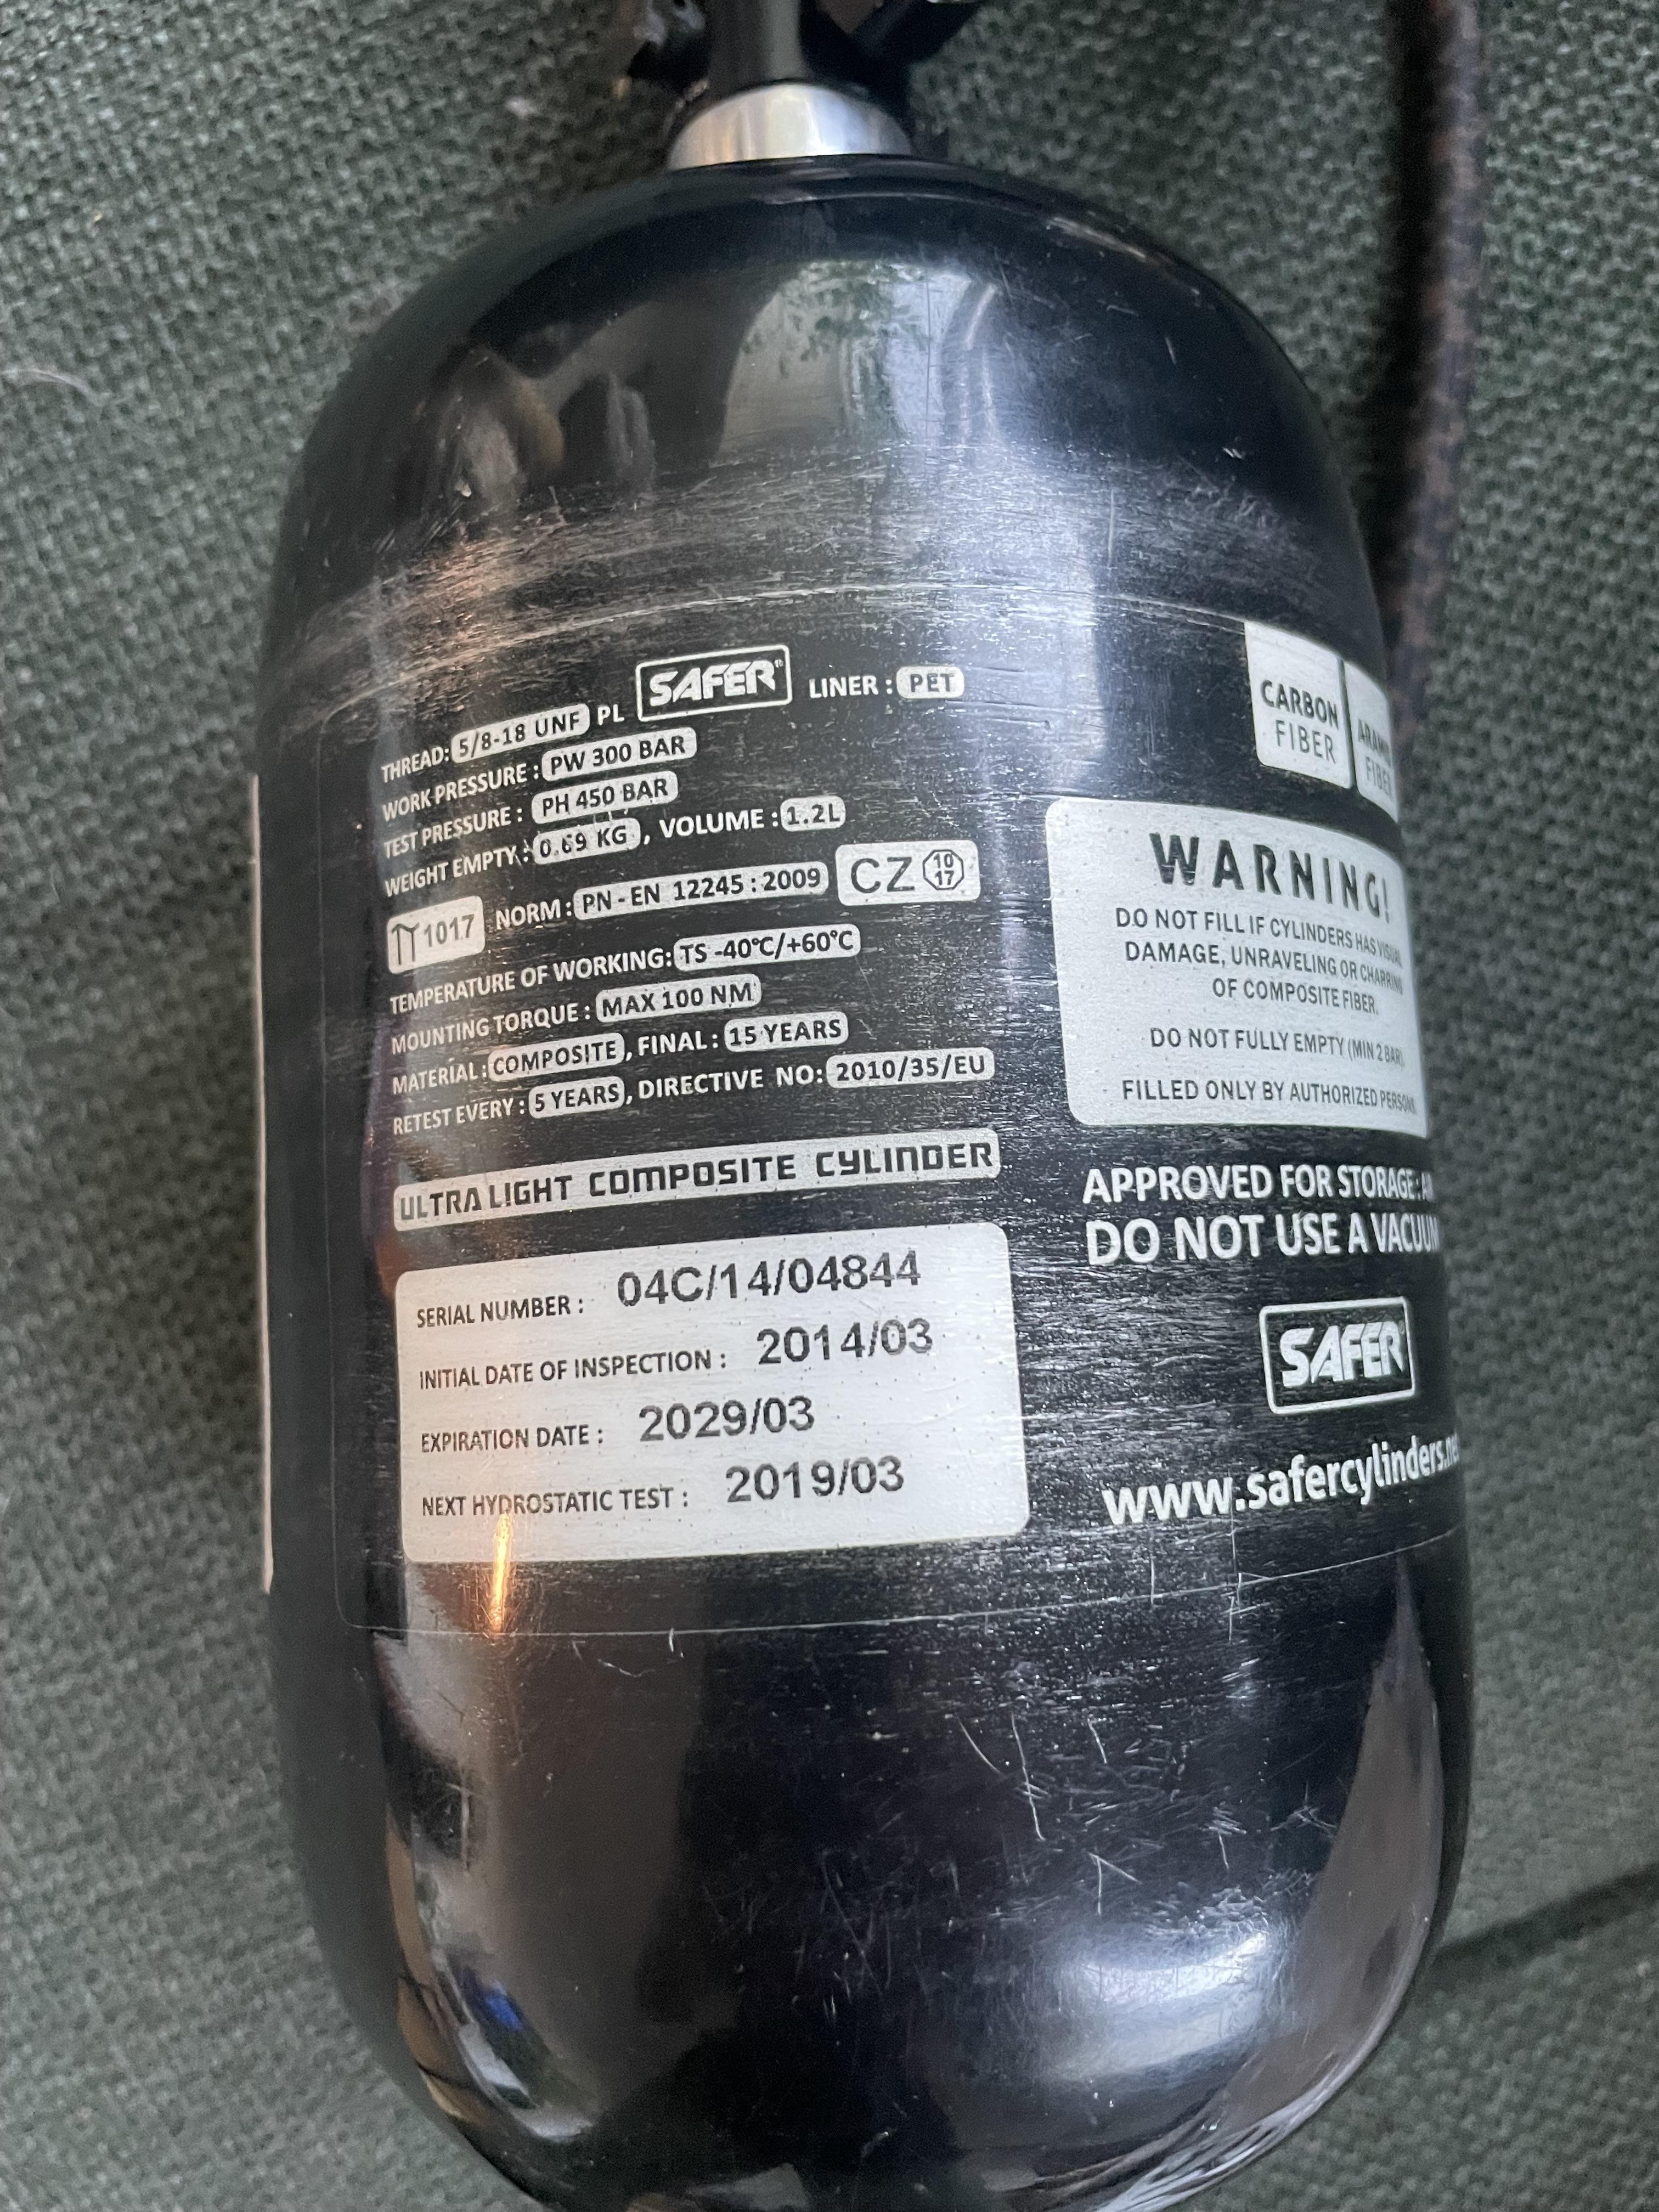 SAFER® LINER : PET
THREAD: 5/8-18 UNF PL
WORK PRESSURE : PW 300 BAR
TEST PRESSURE : PH 450 BAR
WEIGHT EMPTY : 0.69 KG , VOLUME : 1.2L
1017 NORM : PN - EN 12245 : 2009 CZ 10 17
TEMPERATURE OF WORKING: TS -40°C/+60°C
MOUNTING TORQUE : MAX 100 NM
MATERIAL : COMPOSITE , FINAL : 15 YEARS
RETEST EVERY : 5 YEARS , DIRECTIVE NO: 2010/35/EU
ULTRA LIGHT COMPOSITE CYLINDER
SERIAL NUMBER : 04C/14/04844
INITIAL DATE OF INSPECTION : 2014/03
EXPIRATION DATE : 2029/03
NEXT HYDROSTATIC TEST : 2019/03
CARBON
FIBER
ARAMID
FIBER
WARNING!
DO NOT FILL IF CYLINDERS HAS VISUAL
DAMAGE, UNRAVELING OR CHARRING
OF COMPOSITE FIBER.
DO NOT FULLY EMPTY (MIN 2 BAR).
FILLED ONLY BY AUTHORIZED PERSONS.
APPROVED FOR STORAGE :
DO NOT USE A VACUUM
SAFER®
www.safercylinders.ne